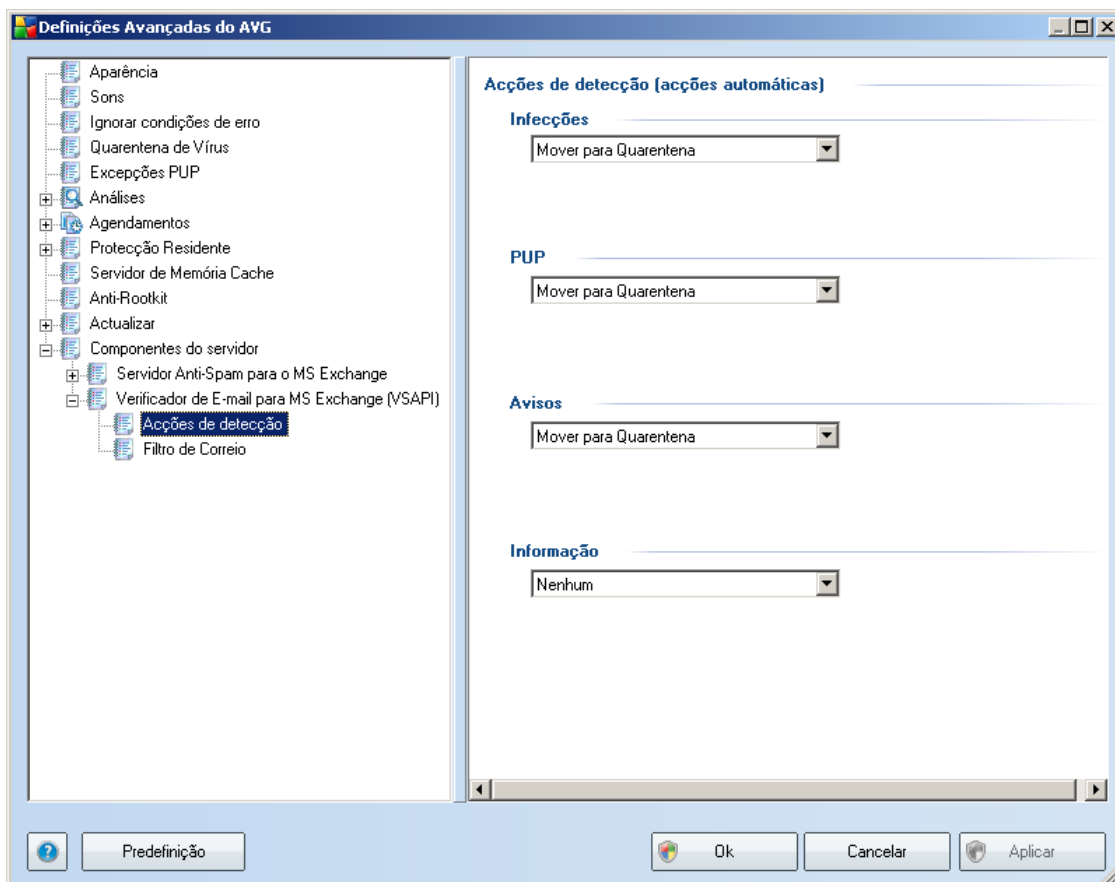 Definições Avançadas do AVG
Aparência
Sons
Ignorar condições de erro
Quarentena de Vírus
Excepções PUP
Análises
Agendamentos
Protecção Residente
Servidor de Memória Cache
Anti-Rootkit
Actualizar
Componentes do servidor
Servidor Anti-Spam para o MS Exchange
Verificador de E-mail para MS Exchange (VSAPI)
Acções de detecção
Filtro de Correio
Acções de detecção (acções automáticas)
Infecções
Mover para Quarentena
PUP
Mover para Quarentena
Avisos
Mover para Quarentena
Informação
Nenhum
Predefinição
Ok
Cancelar
Aplicar